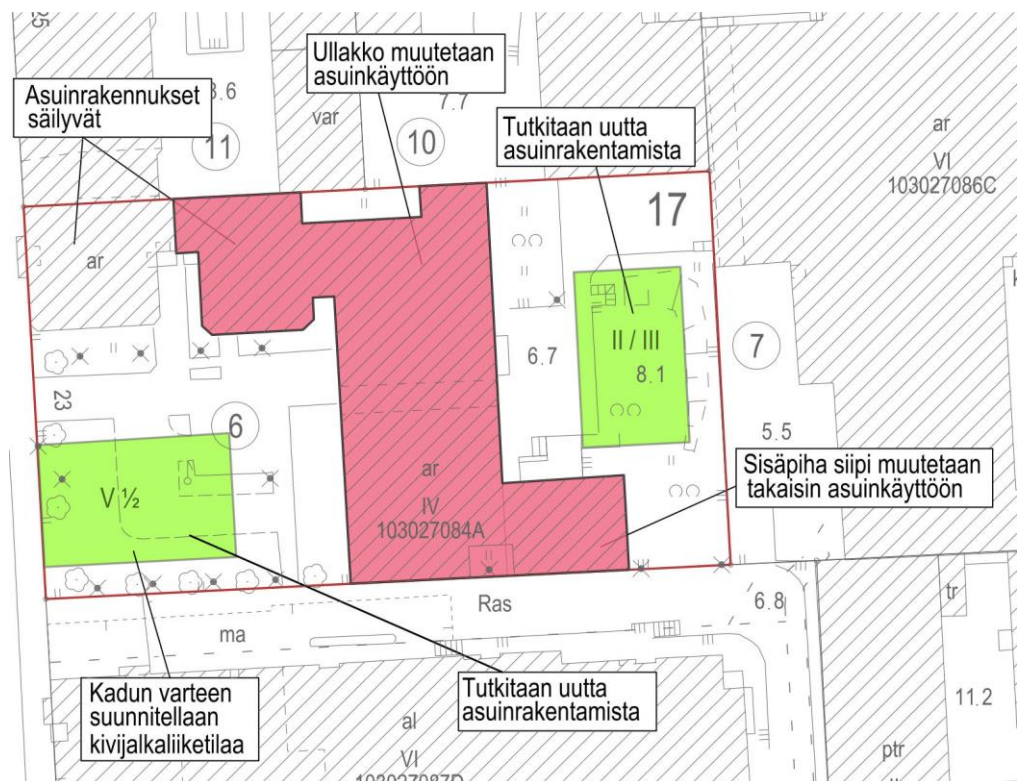 Ullakko muutetaan
asuinkäyttöön
Asuinrakennukset
säilyvät
11
var
10
7.7
Tutkitaan uutta
asuinrakentamista
ar
VI
103027086C
17
ar
II / III
8.1
6.7
7
5.5
23
6
V ½
ar
IV
103027084A
Sisäpiha siipi muutetaan
takaisin asuinkäyttöön
Ras
6.8
tr
ma
Kadun varteen
suunnitellaan
kivijalkaliiketilaa
Tutkitaan uutta
asuinrakentamista
al
VI
11.2
ptr